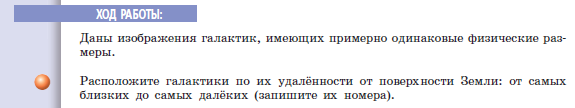 ХОД РАБОТЫ:
Даны изображения галактик, имеющих примерно одинаковые физические раз-
меры.
Расположите галактики по их удалённости от поверхности Земли: от самых
близких до самых далёких (запишите их номера).